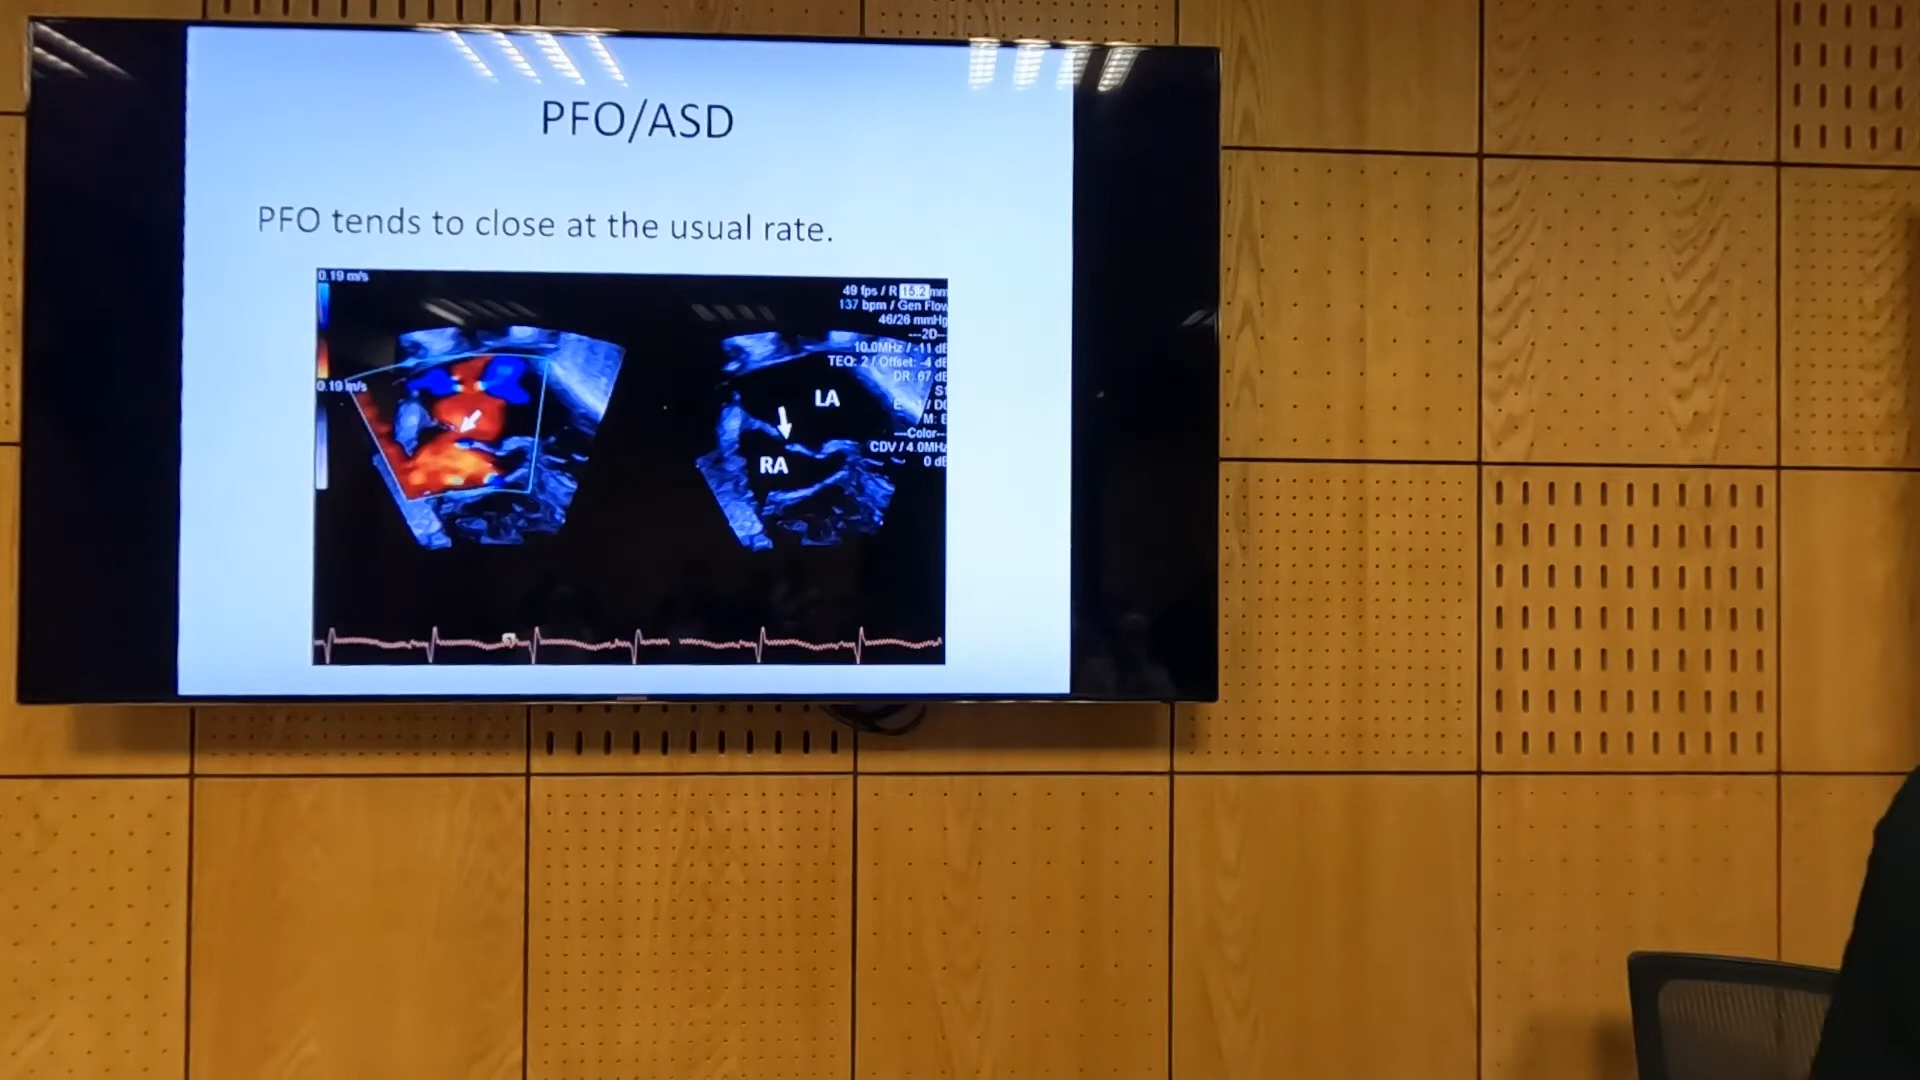 PFO/ASD
PFO tends to close at the usual rate.
0.19 m/s
49 fps / R 15.2 mm
137 bpm / Gen Flow
46/26 mmHg
---2D---
10.0MHz / -11 dB
TEQ: 2 / Offset: -4 dB
DR: 67 dB
0.19 m/s
LA
---Color---
CDV / 4.0MHz
0 dB
RA